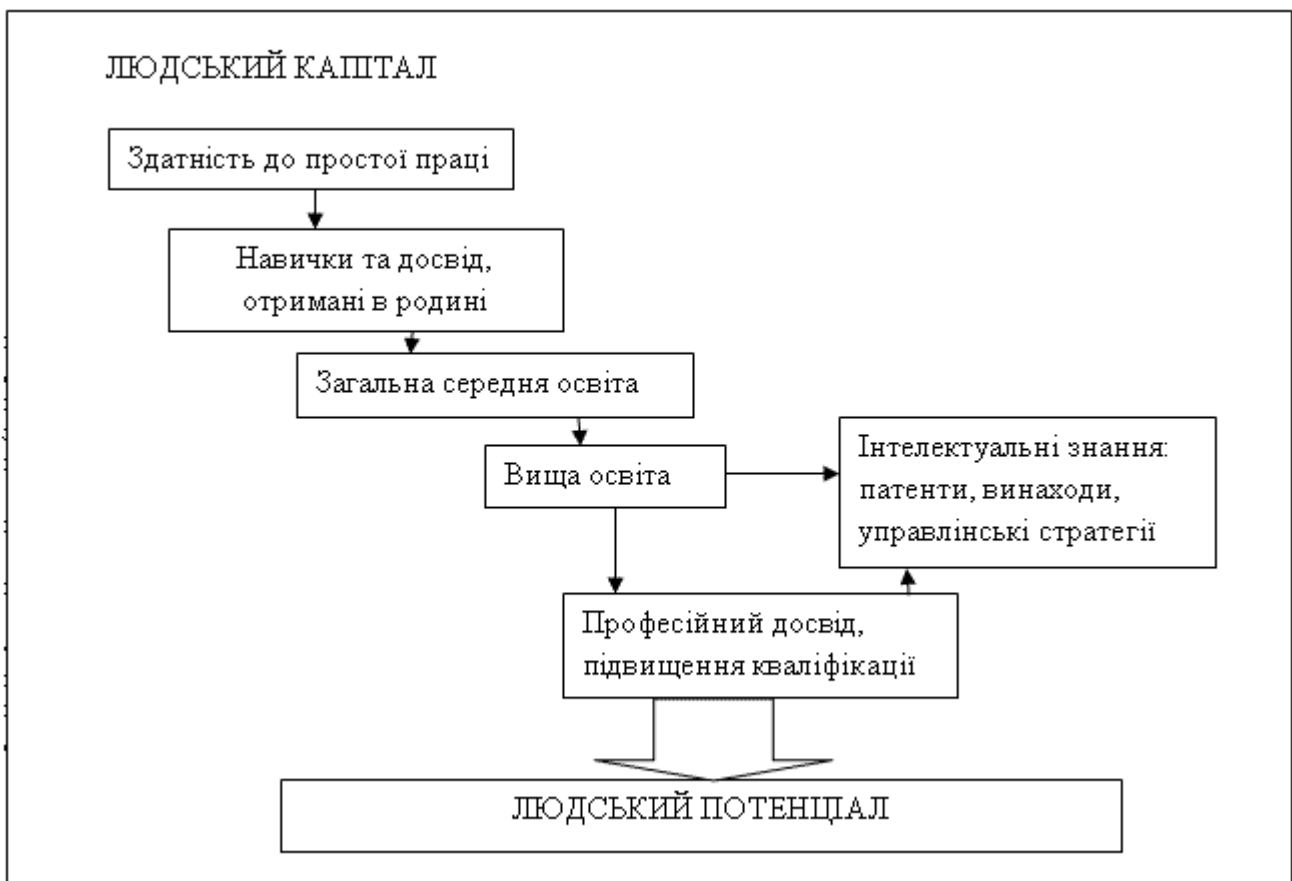 ЛЮДСЬКИЙ КАПІТАЛ
Здатність до простої праці
Навички та досвід,
отримані в родині
Загальна середня освіта
Вища освіта
Інтелектуальні знання:
патенти, винаходи,
управлінські стратегії
Професійний досвід,
підвищення кваліфікації
ЛЮДСЬКИЙ ПОТЕНЦІАЛ